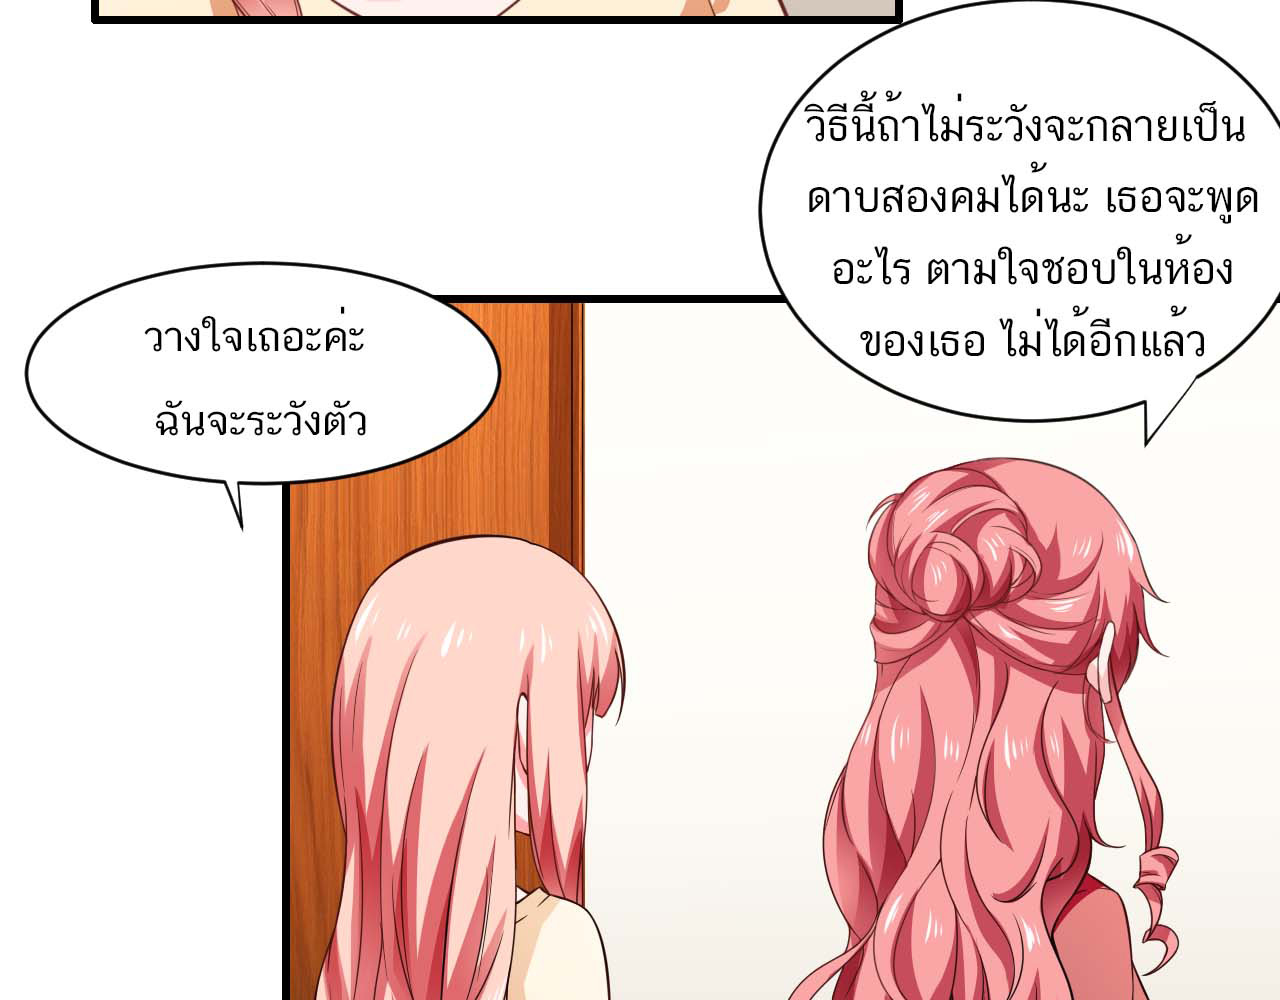 วิธีนี้ถ้าไม่ระวังจะกลายเป็น
ดาบสองคมได้นะ เธอจะพูด
อะไร ตามใจชอบในห้อง
ของเธอ ไม่ได้อีกแล้ว
วางใจเถอะค่ะ
ฉันจะระวังตัว